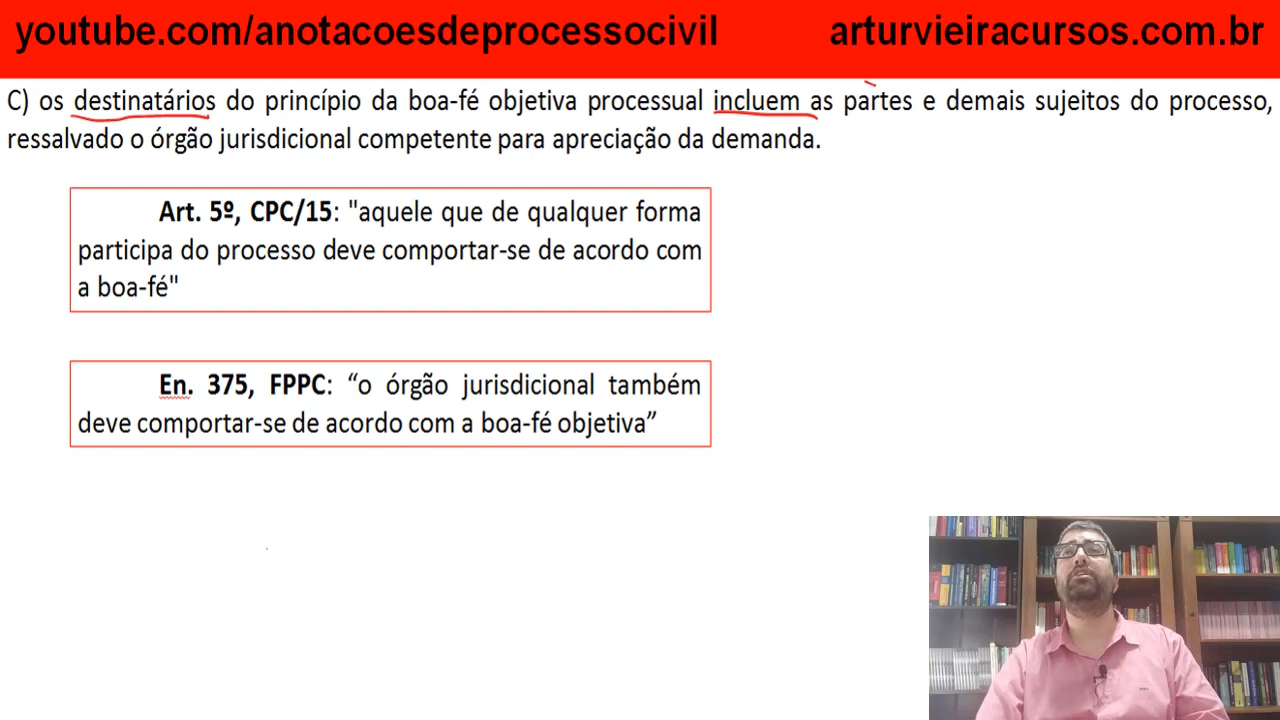 youtube.com/anotacoesdeprocessocivil arturvieiracursos.com.br
C) os destinatários do princípio da boa-fé objetiva processual incluem as partes e demais sujeitos do processo,
ressalvado o órgão jurisdicional competente para apreciação da demanda.
Art. 5º, CPC/15: "aquele que de qualquer forma
participa do processo deve comportar-se de acordo com
a boa-fé"
En. 375, FPPC: “o órgão jurisdicional também
deve comportar-se de acordo com a boa-fé objetiva”